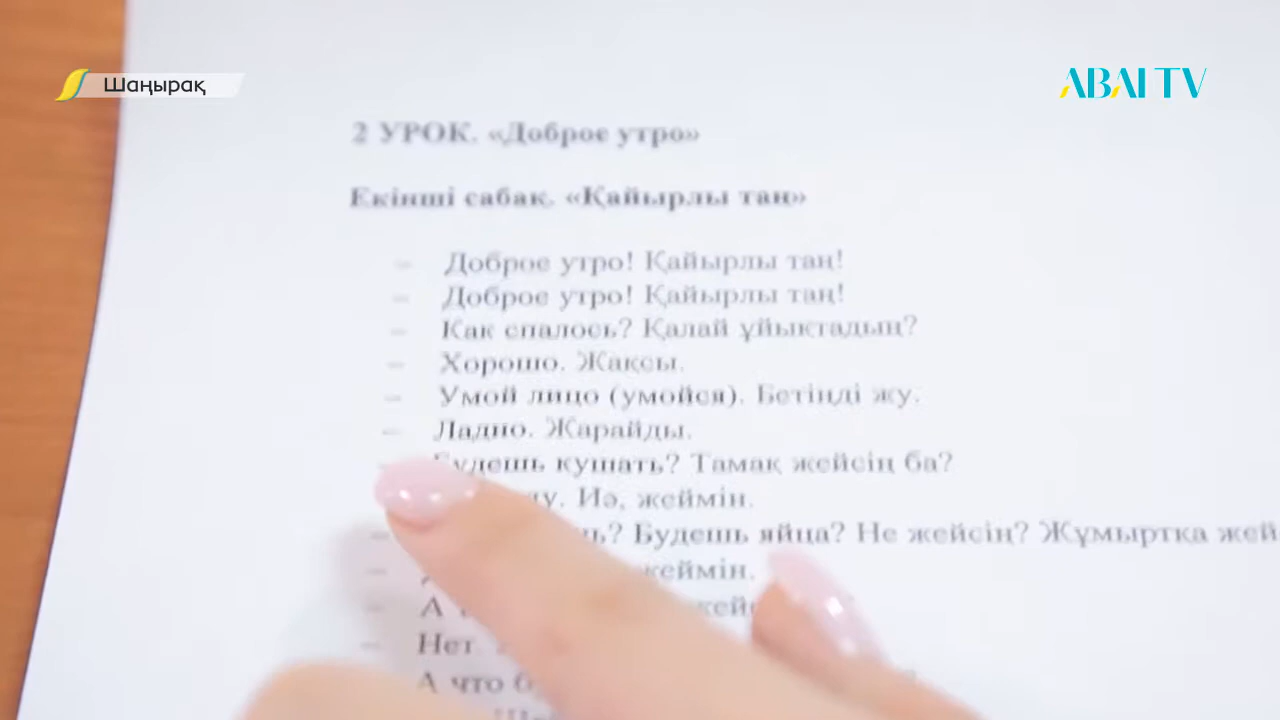 Шаңырақ
ABAI TV
2 УРОК. «Доброе утро»
Екінші сабақ. «Қайырлы таң»
– Доброе утро! Қайырлы таң!
– Доброе утро! Қайырлы таң!
– Как спалось? Қалай ұйықтадың?
– Хорошо. Жақсы.
– Умой лицо (умойся). Бетіңді жу.
– Ладно. Жарайды.
– Будешь кушать? Тамақ жейсің ба?
Иә, жеймін.
– Будешь яйца? Не жейсің? Жұмыртқа
– жеймін.
– А
– Нет.
А что